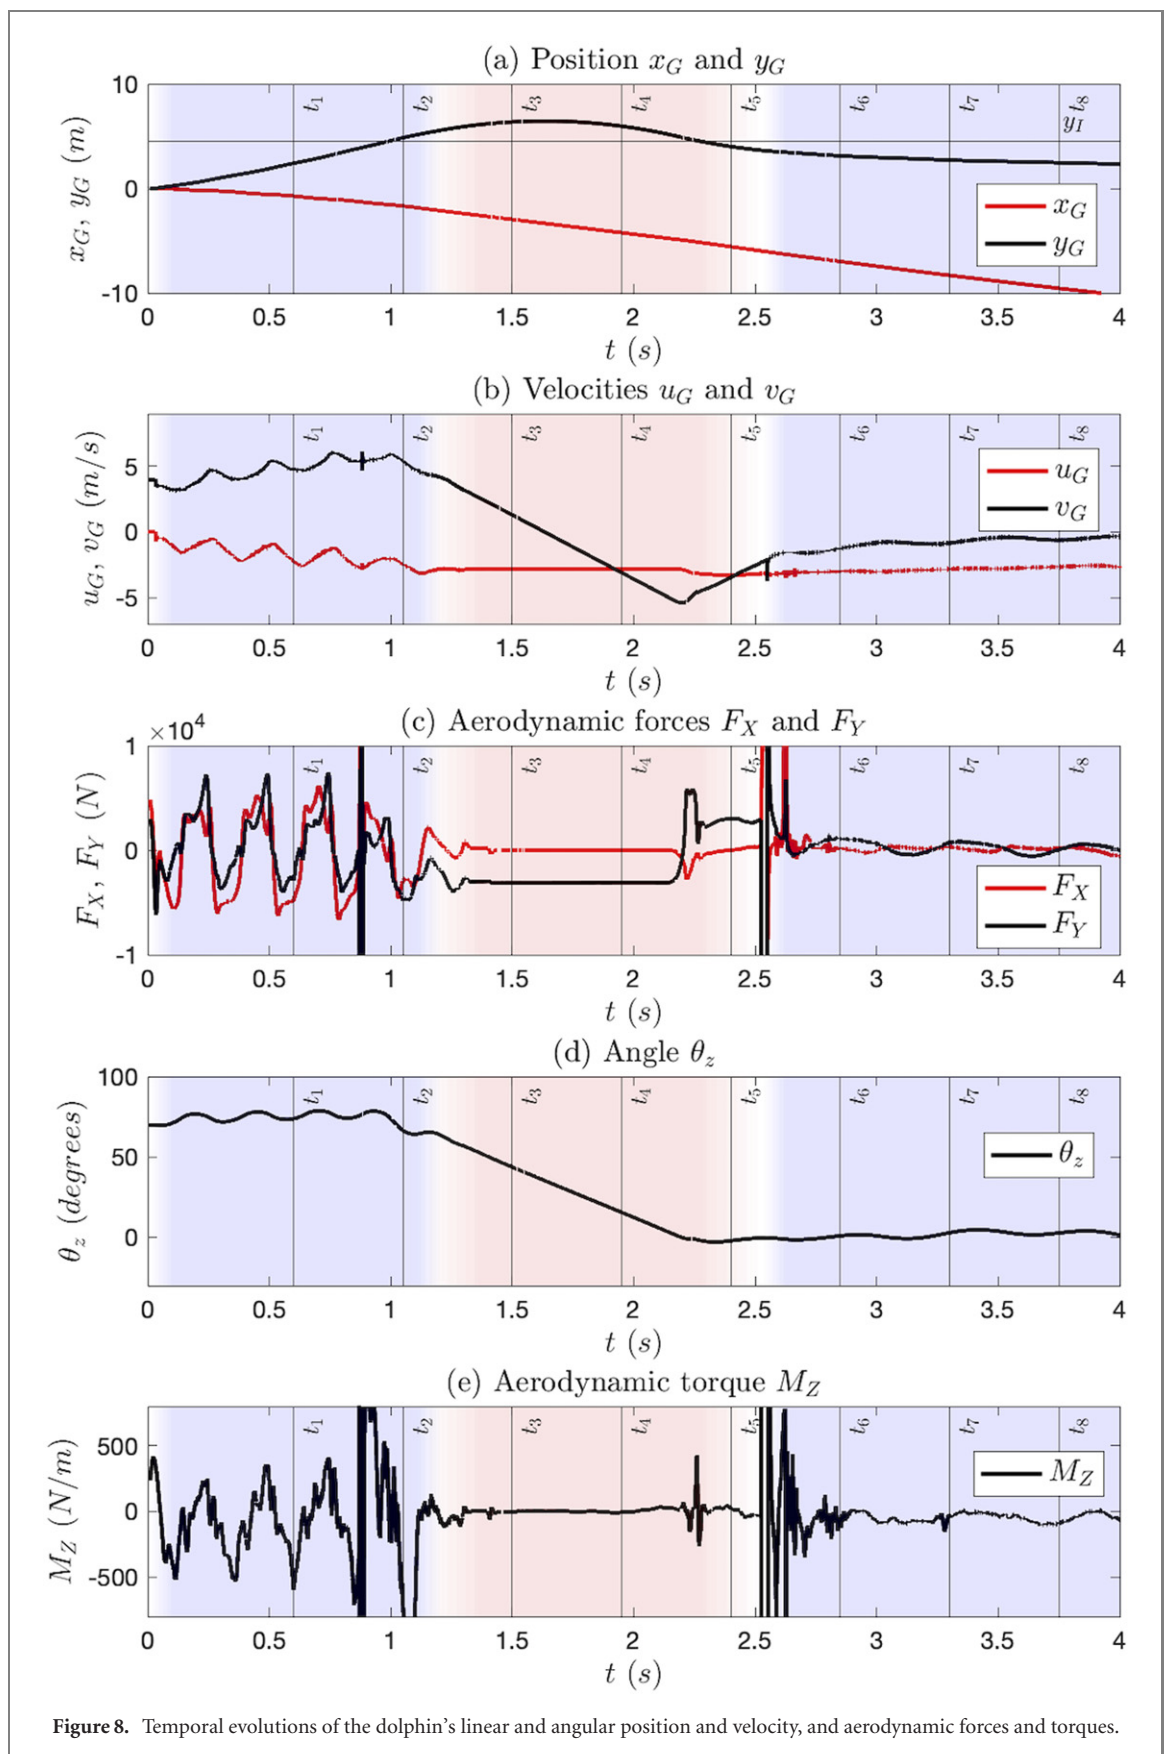 (a) Position x_G and y_G
x_G, y_G (m)
10
0
-10
t_1 t_2 t_3 t_4 t_5 t_6 t_7 t_8
y_I
x_G
y_G
0 0.5 1 1.5 2 2.5 3 3.5 4
t (s)
(b) Velocities u_G and v_G
u_G, v_G (m/s)
5
0
-5
t_1 t_2 t_3 t_4 t_5 t_6 t_7 t_8
u_G
v_G
0 0.5 1 1.5 2 2.5 3 3.5 4
t (s)
(c) Aerodynamic forces F_X and F_Y
×10^4
F_X, F_Y (N)
1
0
-1
t_1 t_2 t_3 t_4 t_5 t_6 t_7 t_8
F_X
F_Y
0 0.5 1 1.5 2 2.5 3 3.5 4
t (s)
(d) Angle θ_z
θ_z (degrees)
100
50
0
t_1 t_2 t_3 t_4 t_5 t_6 t_7 t_8
θ_z
0 0.5 1 1.5 2 2.5 3 3.5 4
t (s)
(e) Aerodynamic torque M_Z
M_Z (N/m)
500
0
-500
t_1 t_2 t_3 t_4 t_5 t_6 t_7 t_8
M_Z
0 0.5 1 1.5 2 2.5 3 3.5 4
t (s)
Figure 8. Temporal evolutions of the dolphin's linear and angular position and velocity, and aerodynamic forces and torques.